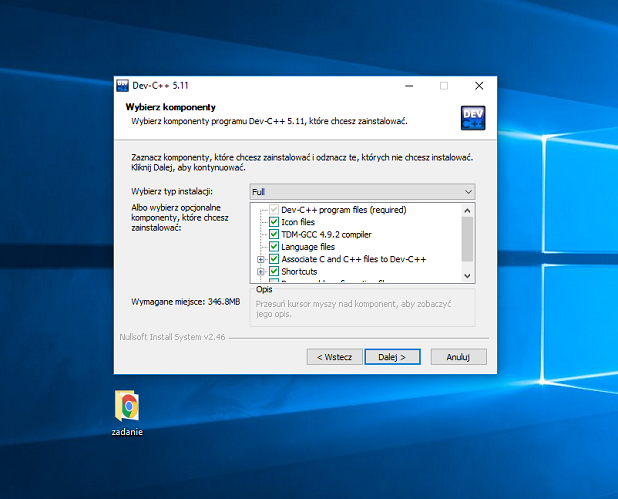 DEV
Dev-C++ 5.11
Wybierz komponenty
Wybierz komponenty programu Dev-C++ 5.11, które chcesz zainstalować.
DEV
C++
Zaznacz komponenty, które chcesz zainstalować i odznacz te, których nie chcesz instalować.
Kliknij Dalej, aby kontynuować.
Wybierz typ instalacji:
Full
Albo wybierz opcjonalne
komponenty, które chcesz
zainstalować:
Dev-C++ program files (required)
Icon files
TDM-GCC 4.9.2 compiler
Language files
Associate C and C++ files to Dev-C++
Shortcuts
Wymagane miejsce: 346.8MB
Opis
Przesuń kursor myszy nad komponent, aby zobaczyć
jego opis.
Nullsoft Install System v2.46
< Wstecz
Dalej >
Anuluj
zadanie